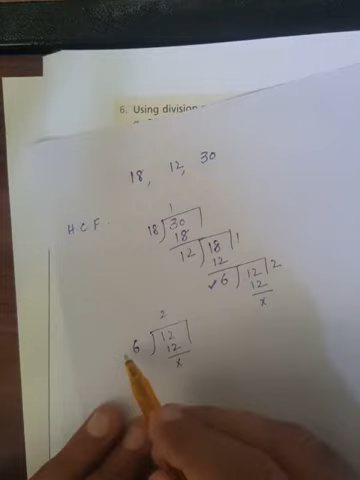 6. Using division
18, 12, 30
HCF.
1
18 ) 30
18
12 ) 18 ( 1
12
✓6 ) 12 ( 2
12
x
2
6 ) 12
12
x